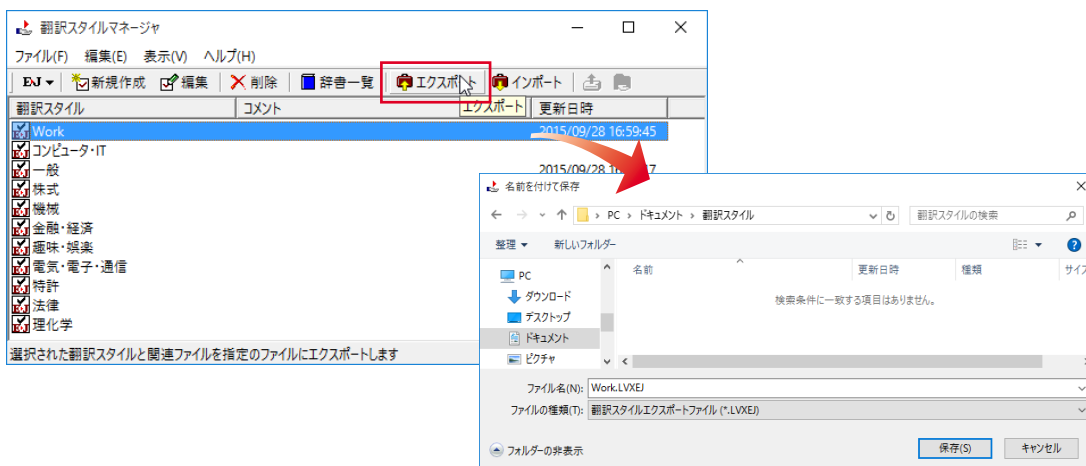 翻訳スタイルマネージャ
ファイル(F) 編集(E) 表示(V) ヘルプ(H)
EJ 新規作成 編集 削除 辞書一覧 エクスポート インポート
翻訳スタイル コメント エクスポート 更新日時
Work 2015/09/28 16:59:45
コンピュータ・IT
一般 2015/09/28
株式
機械
金融・経済
趣味・娯楽
電気・電子・通信
特許
法律
理化学
選択された翻訳スタイルと関連ファイルを指定のファイルにエクスポートします
名前を付けて保存
PC › ドキュメント › 翻訳スタイル 翻訳スタイルの検索
整理 新しいフォルダー
名前 更新日時 種類 サイズ
PC
ダウンロード
デスクトップ
ドキュメント
ピクチャ
検索条件に一致する項目はありません。
ファイル名(N): Work.LVXEJ
ファイルの種類(T): 翻訳スタイルエクスポートファイル (*.LVXEJ)
フォルダーの非表示 保存(S) キャンセル